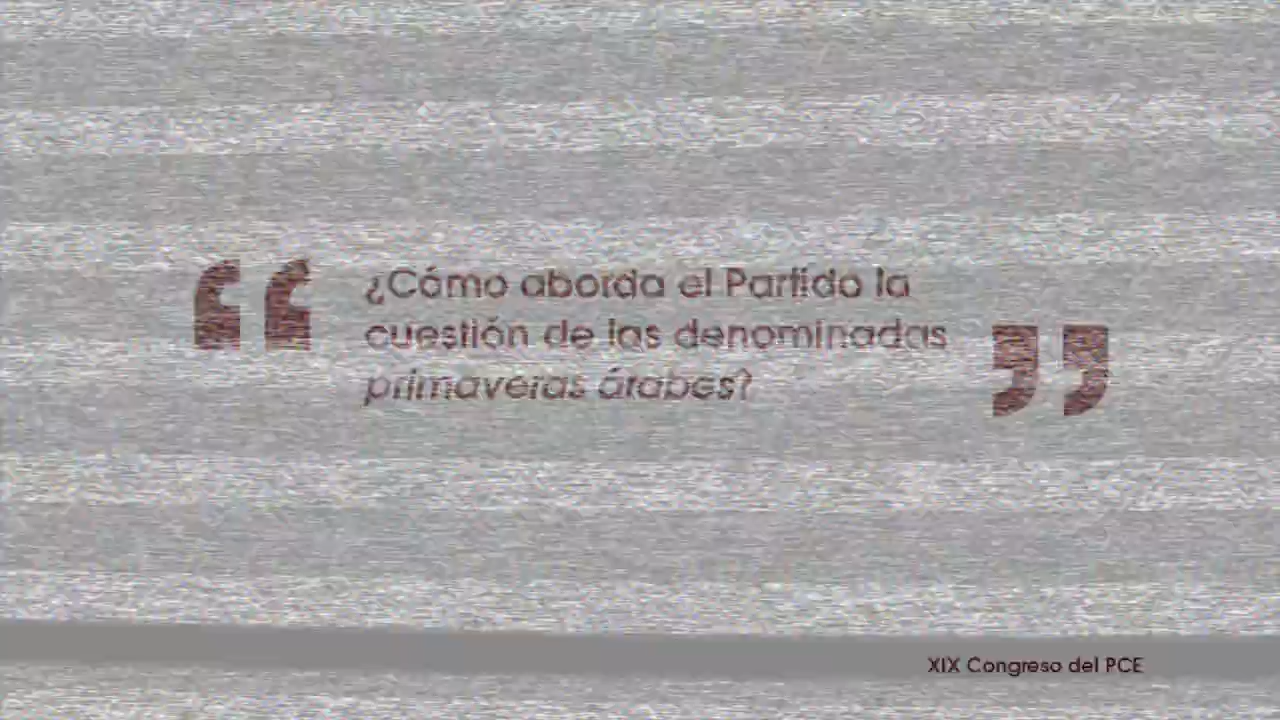 “ ¿Cómo aborda el Partido la
cuestión de las denominadas
primaveras árabes? ”
XIX Congreso del PCE